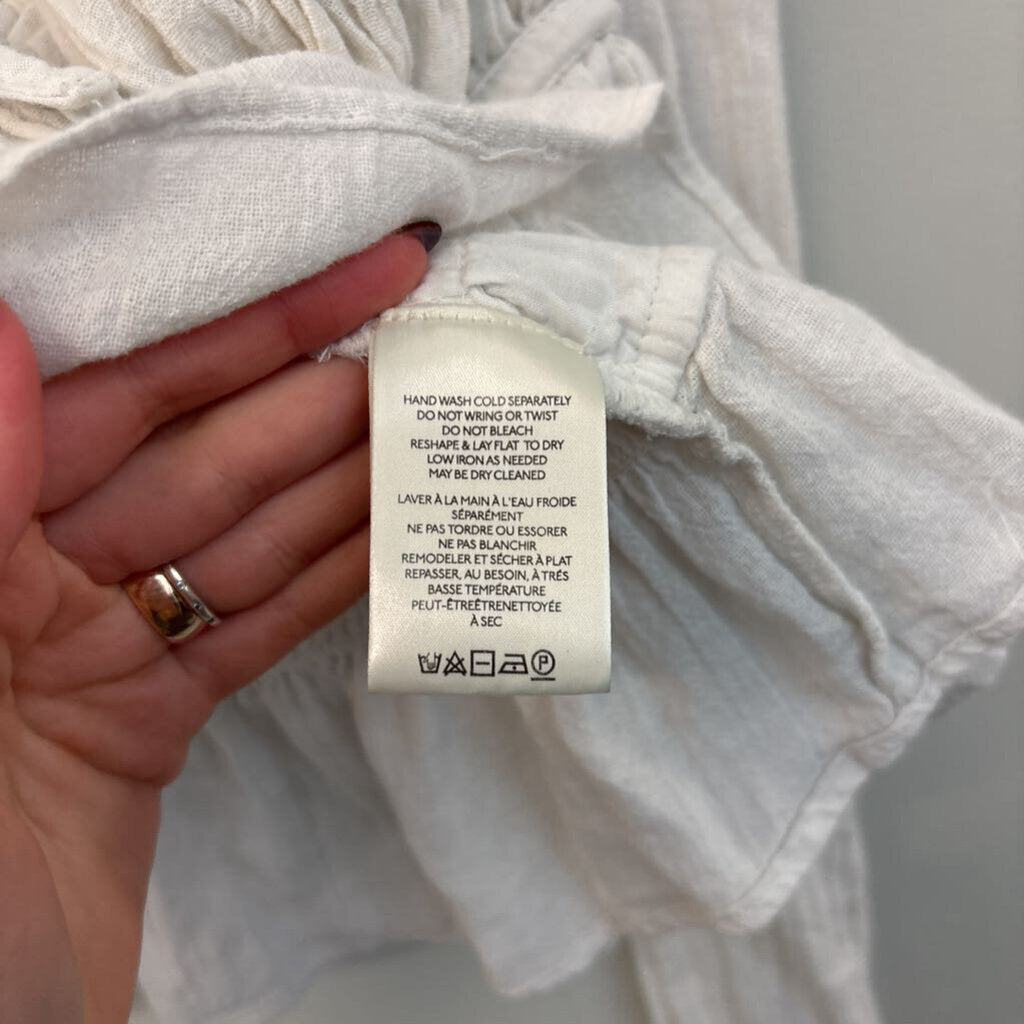 HAND WASH COLD SEPARATELY
DO NOT WRING OR TWIST
DO NOT BLEACH
RESHAPE & LAY FLAT TO DRY
LOW IRON AS NEEDED
MAY BE DRY CLEANED
LAVER À LA MAIN À L'EAU FROIDE
SÉPARÉMENT
NE PAS TORDRE OU ESSORER
NE PAS BLANCHIR
REMODELER ET SÉCHER À PLAT
REPASSER, AU BESOIN, À TRÉS
BASSE TEMPÉRATURE
PEUT-ÊTREÊTRENETTOYÉE
À SEC
P